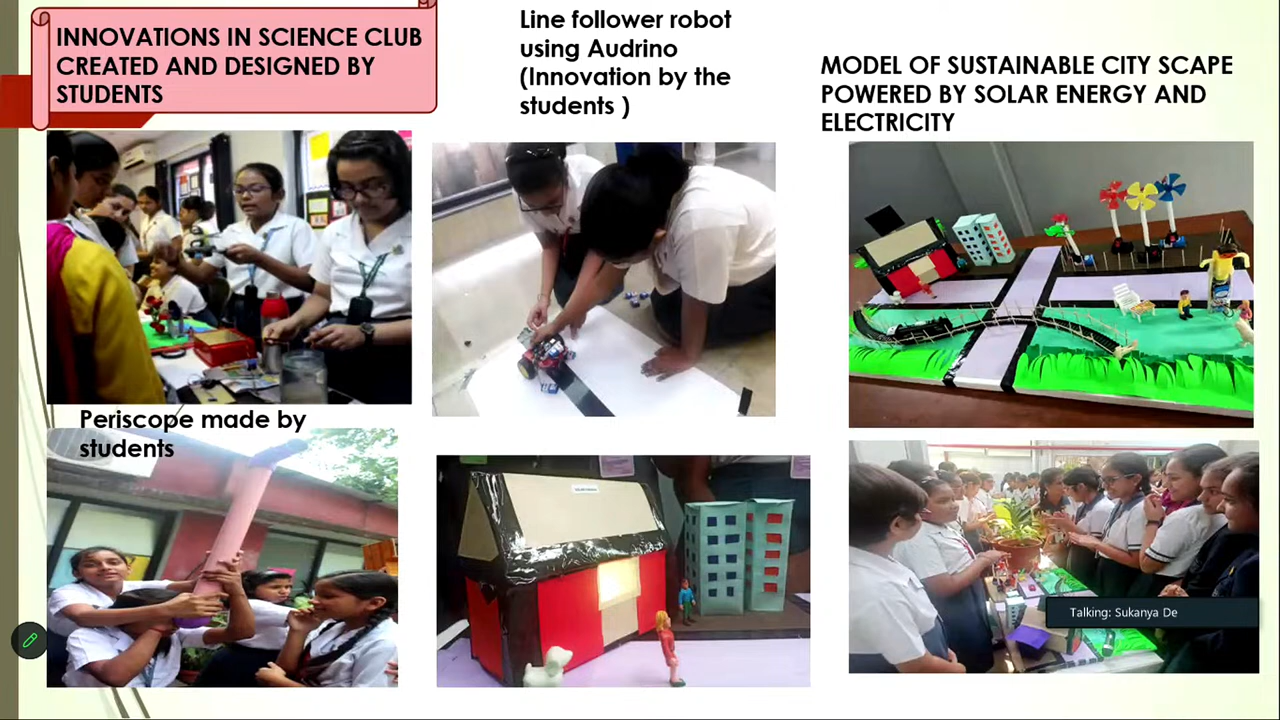 INNOVATIONS IN SCIENCE CLUB
CREATED AND DESIGNED BY
STUDENTS
Line follower robot
using Audrino
(Innovation by the
students )
MODEL OF SUSTAINABLE CITY SCAPE
POWERED BY SOLAR ENERGY AND
ELECTRICITY
Periscope made by
students
Talking: Sukanya De